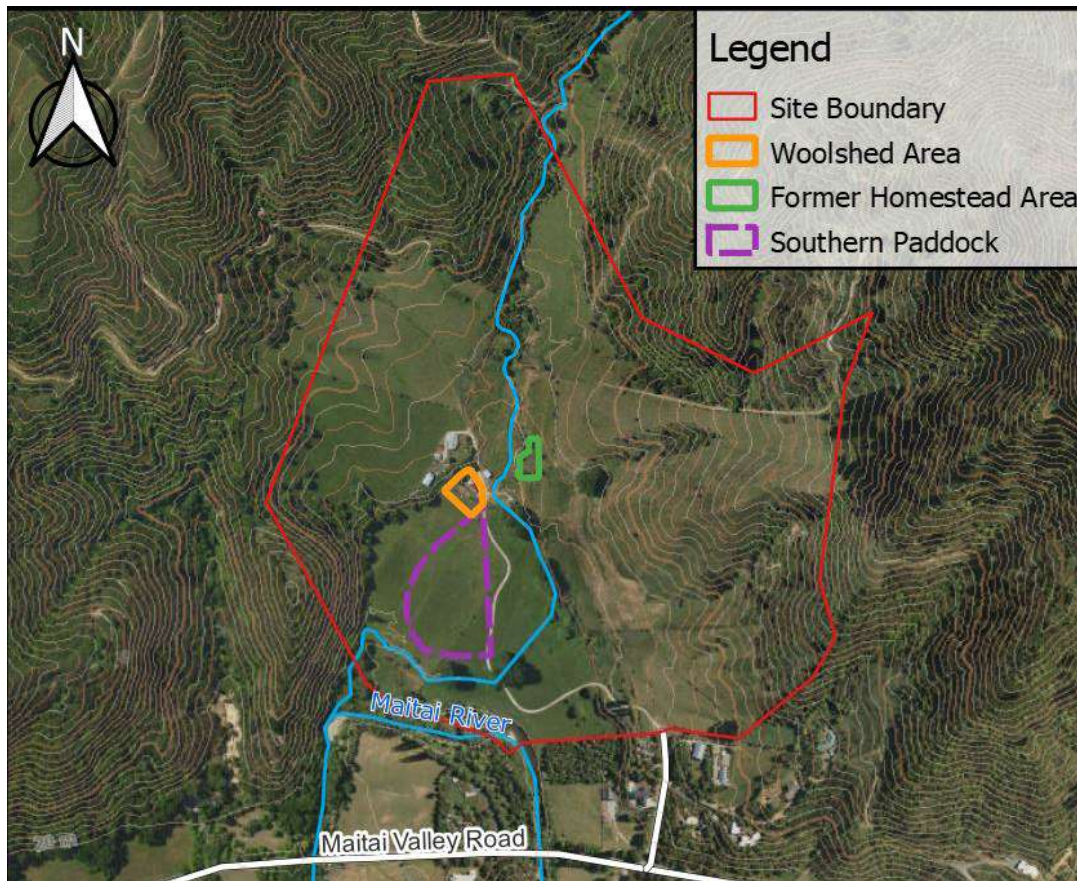 N
Legend
Site Boundary
Woolshed Area
Former Homestead Area
Southern Paddock
Maitai River
Maitai Valley Road